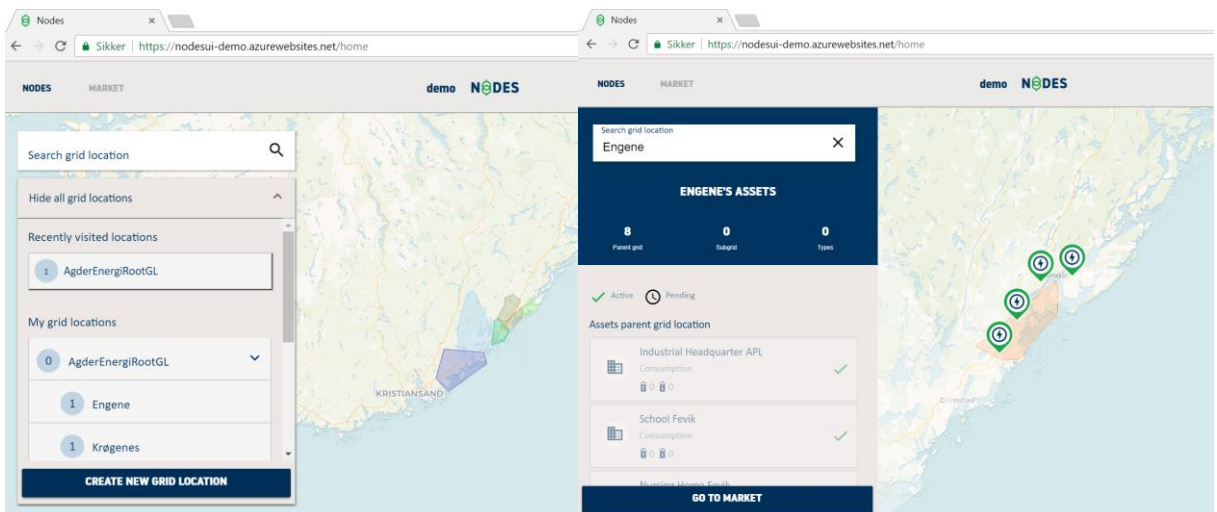 Nodes ×
Sikker | https://nodesui-demo.azurewebsites.net/home
NODES MARKET demo NODES
Search grid location
Hide all grid locations
Recently visited locations
1 AgderEnergiRootGL
My grid locations
0 AgderEnergiRootGL
1 Engene
1 Krøgenes
CREATE NEW GRID LOCATION
KRISTIANSAND
Nodes ×
Sikker | https://nodesui-demo.azurewebsites.net/home
NODES MARKET demo NODES
Search grid location
Engene
ENGENE'S ASSETS
8 0 0
Parent grid Subgrid Types
Active Pending
Assets parent grid location
Industrial Headquarter APL
Consumption
0 0
School Fevik
Consumption
0 0
Nursing Home Fevik
GO TO MARKET
Grimstad